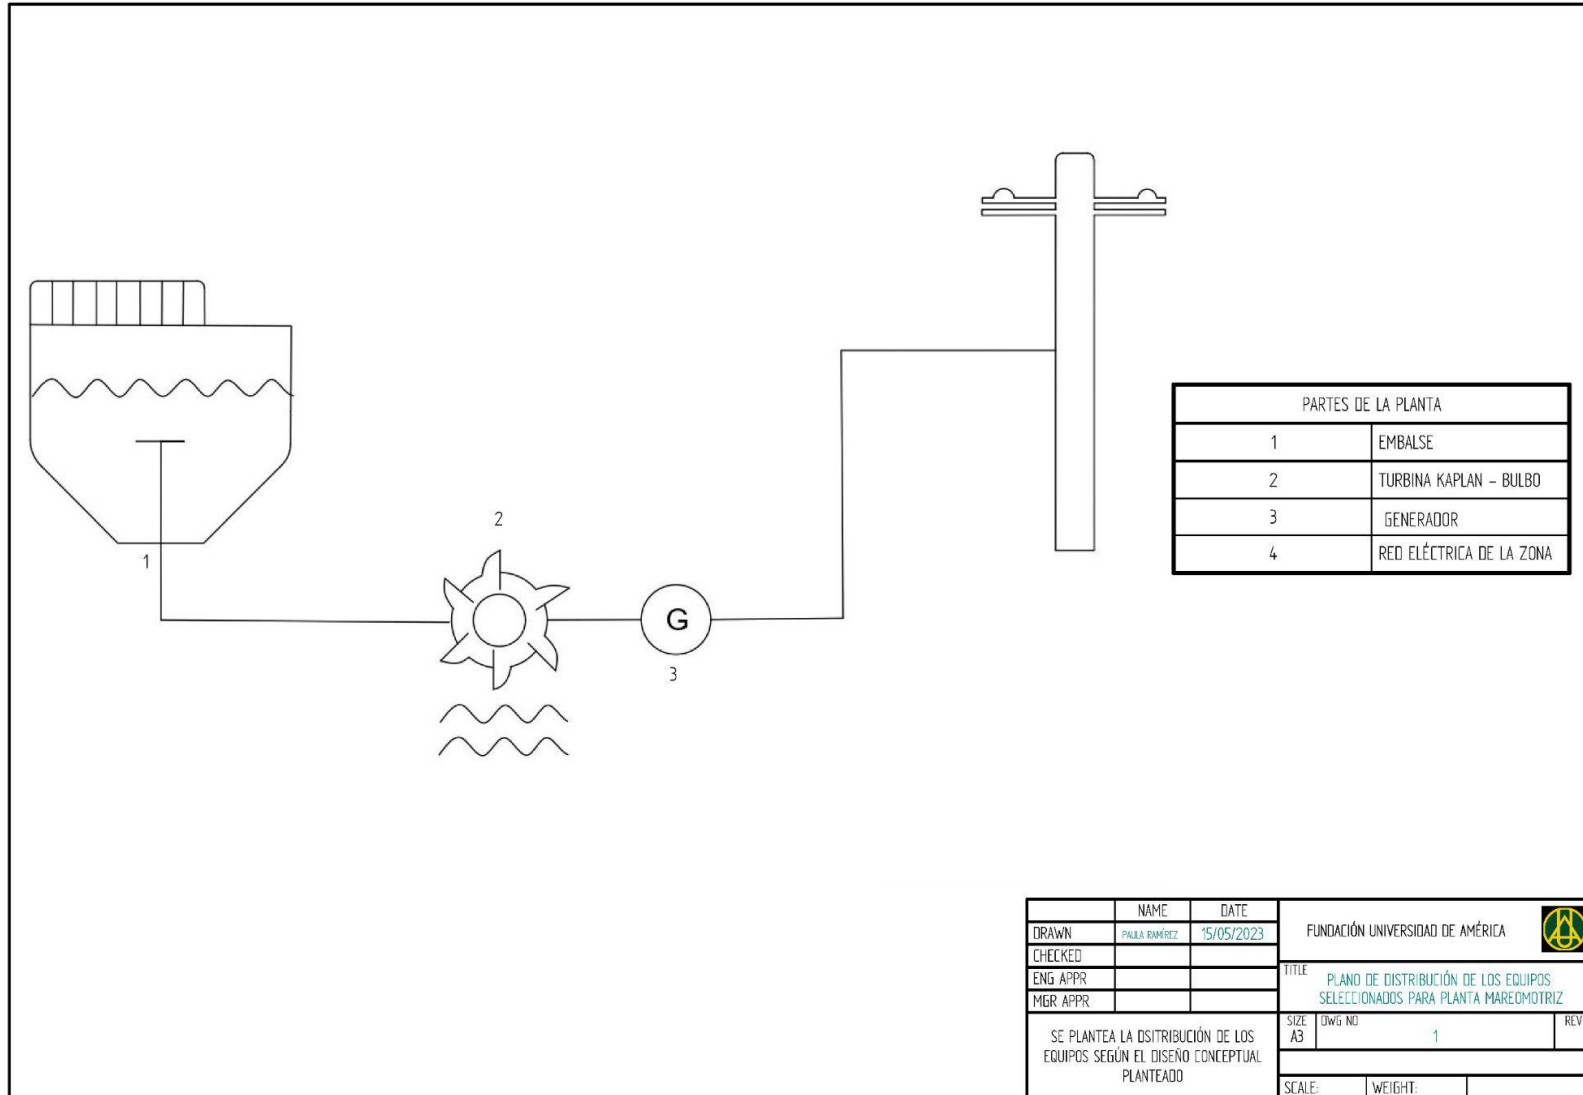 1
2
G
3
PARTES DE LA PLANTA
1 EMBALSE
2 TURBINA KAPLAN - BULBO
3 GENERADOR
4 RED ELÉCTRICA DE LA ZONA
NAME DATE
DRAWN PAULA RAMÍREZ 15/05/2023
CHECKED
ENG APPR
MGR APPR
SE PLANTEA LA DSITRIBUCIÓN DE LOS
EQUIPOS SEGÚN EL DISEÑO CONCEPTUAL
PLANTEADO
FUNDACIÓN UNIVERSIDAD DE AMÉRICA
TITLE
PLANO DE DISTRIBUCIÓN DE LOS EQUIPOS
SELECCIONADOS PARA PLANTA MAREOMOTRIZ
SIZE DWG NO REV
A3 1
SCALE: WEIGHT: